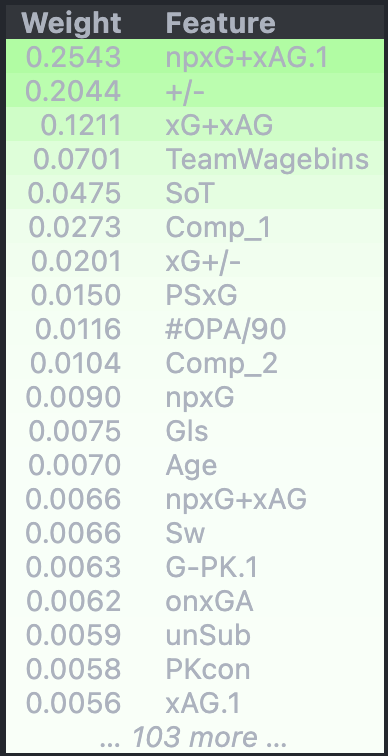 Weight Feature
0.2543 npxG+xAG.1
0.2044 +/-
0.1211 xG+xAG
0.0701 TeamWagebins
0.0475 SoT
0.0273 Comp_1
0.0201 xG+/-
0.0150 PSxG
0.0116 #OPA/90
0.0104 Comp_2
0.0090 npxG
0.0075 Gls
0.0070 Age
0.0066 npxG+xAG
0.0066 Sw
0.0063 G-PK.1
0.0062 onxGA
0.0059 unSub
0.0058 PKcon
0.0056 xAG.1
... 103 more ...